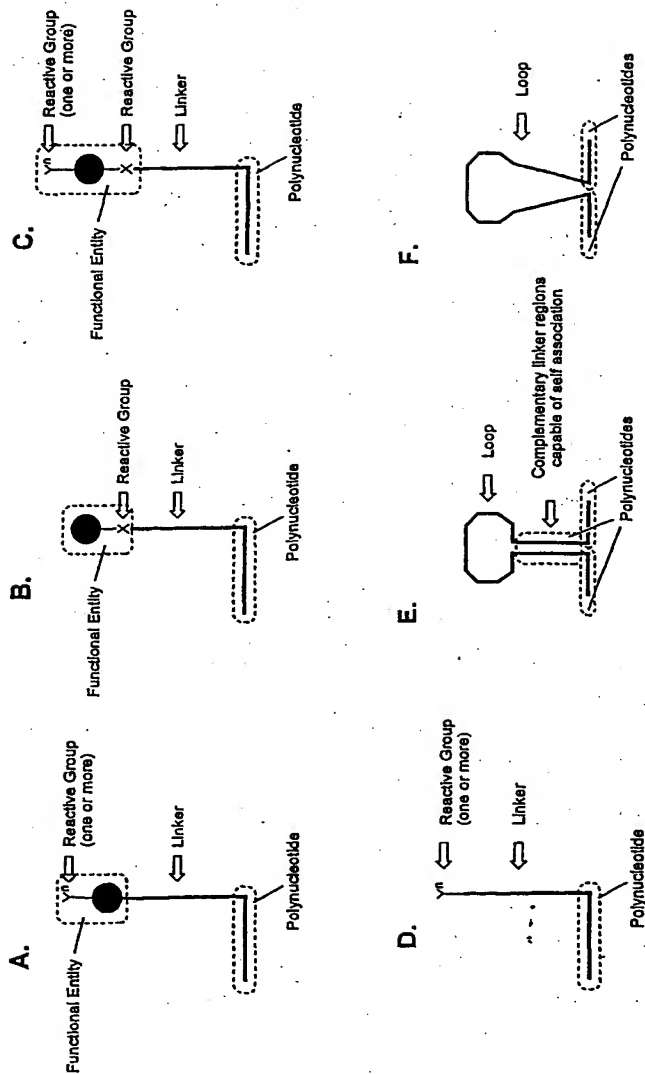 A.
Functional Entity
Reactive Group
(one or more)
Linker
Polynucleotide
B.
Functional Entity
Reactive Group
X
Linker
Polynucleotide
C.
Functional Entity
Reactive Group
(one or more)
Yn
X
Reactive Group
Linker
Polynucleotide
D.
Yn
Reactive Group
(one or more)
Linker
Polynucleotide
E.
Loop
Complementary linker regions
capable of self association
Polynucleotides
F.
Loop
Polynucleotides